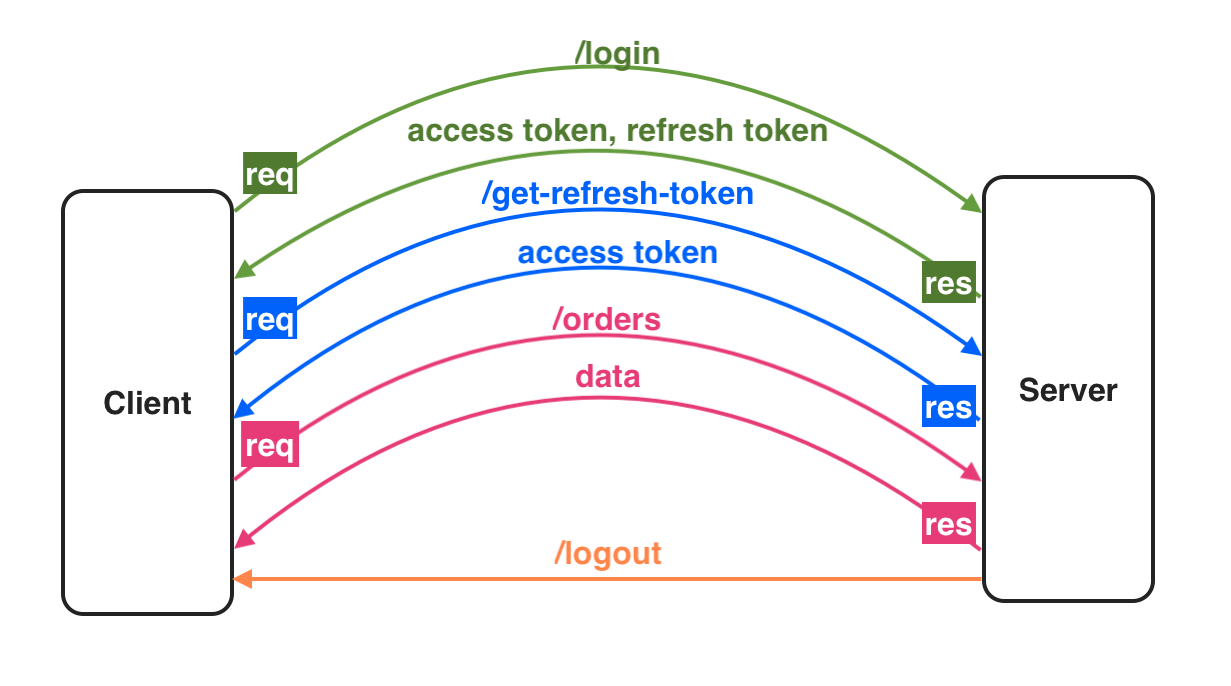 /login
access token, refresh token
req
/get-refresh-token
access token
res
req
/orders
data
Client
Server
res
req
res
/logout